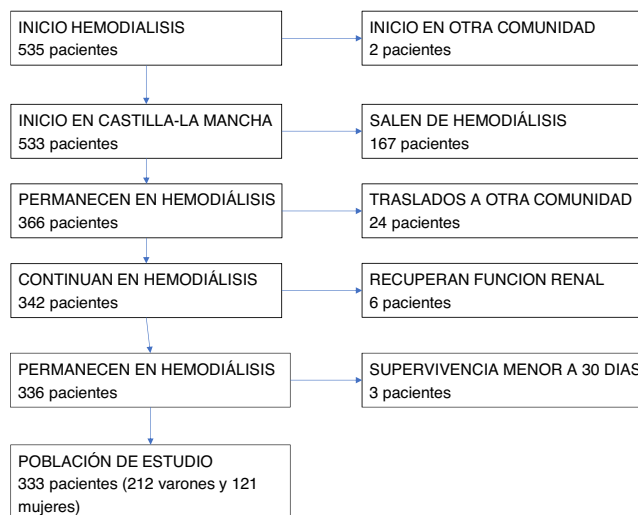 INICIO HEMODIALISIS
535 pacientes
INICIO EN OTRA COMUNIDAD
2 pacientes
INICIO EN CASTILLA-LA MANCHA
533 pacientes
SALEN DE HEMODIÁLISIS
167 pacientes
PERMANECEN EN HEMODIÁLISIS
366 pacientes
TRASLADOS A OTRA COMUNIDAD
24 pacientes
CONTINUAN EN HEMODIÁLISIS
342 pacientes
RECUPERAN FUNCION RENAL
6 pacientes
PERMANECEN EN HEMODIÁLISIS
336 pacientes
SUPERVIVENCIA MENOR A 30 DIAS
3 pacientes
POBLACIÓN DE ESTUDIO
333 pacientes (212 varones y 121
mujeres)